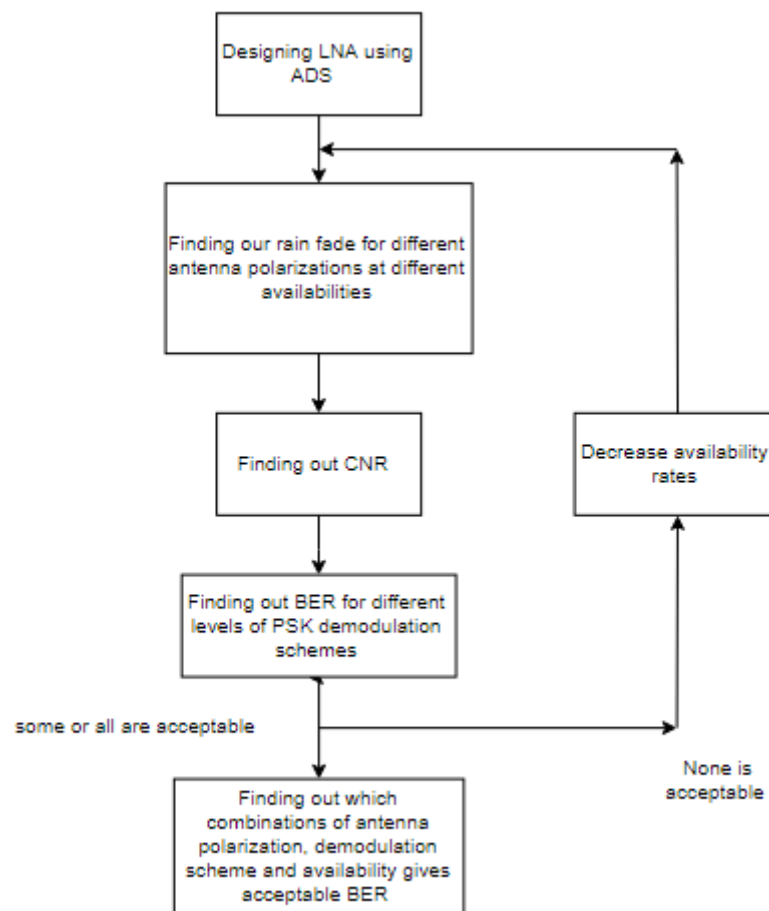 Designing LNA using
ADS
Finding our rain fade for different
antenna polarizations at different
availabilities
Finding out CNR
Decrease availability
rates
Finding out BER for different
levels of PSK demodulation
schemes
some or all are acceptable
None is
acceptable
Finding out which
combinations of antenna
polarization, demodulation
scheme and availability gives
acceptable BER